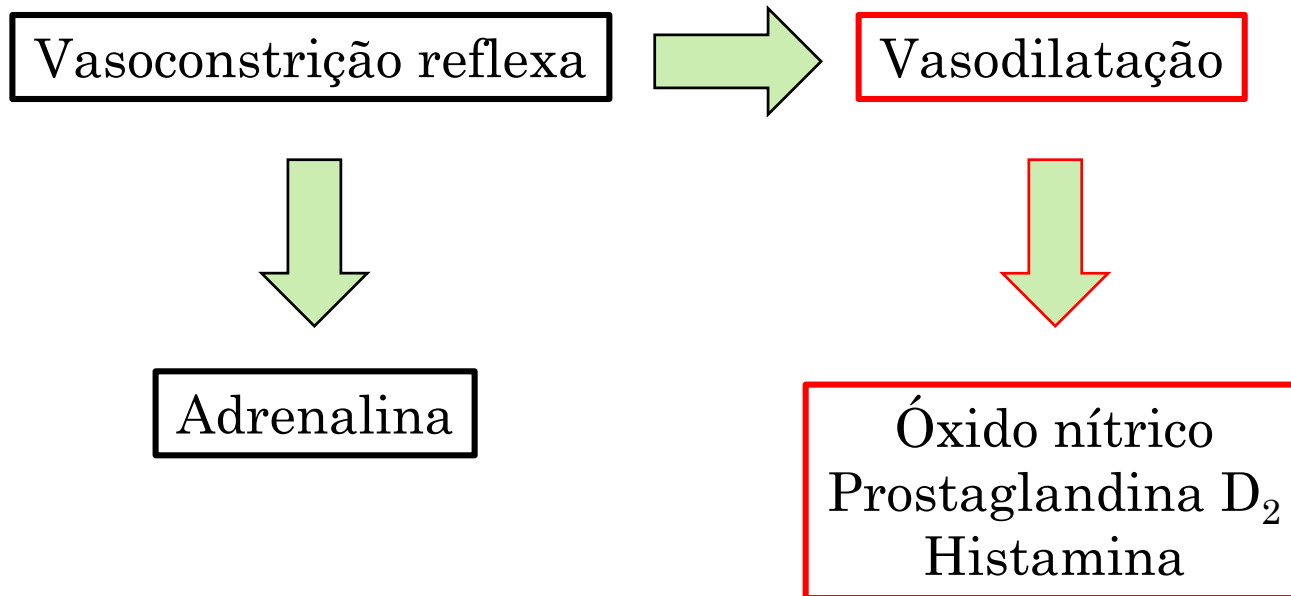 Vasoconstrição reflexa
Vasodilatação
Adrenalina
Óxido nítrico
Prostaglandina D₂
Histamina